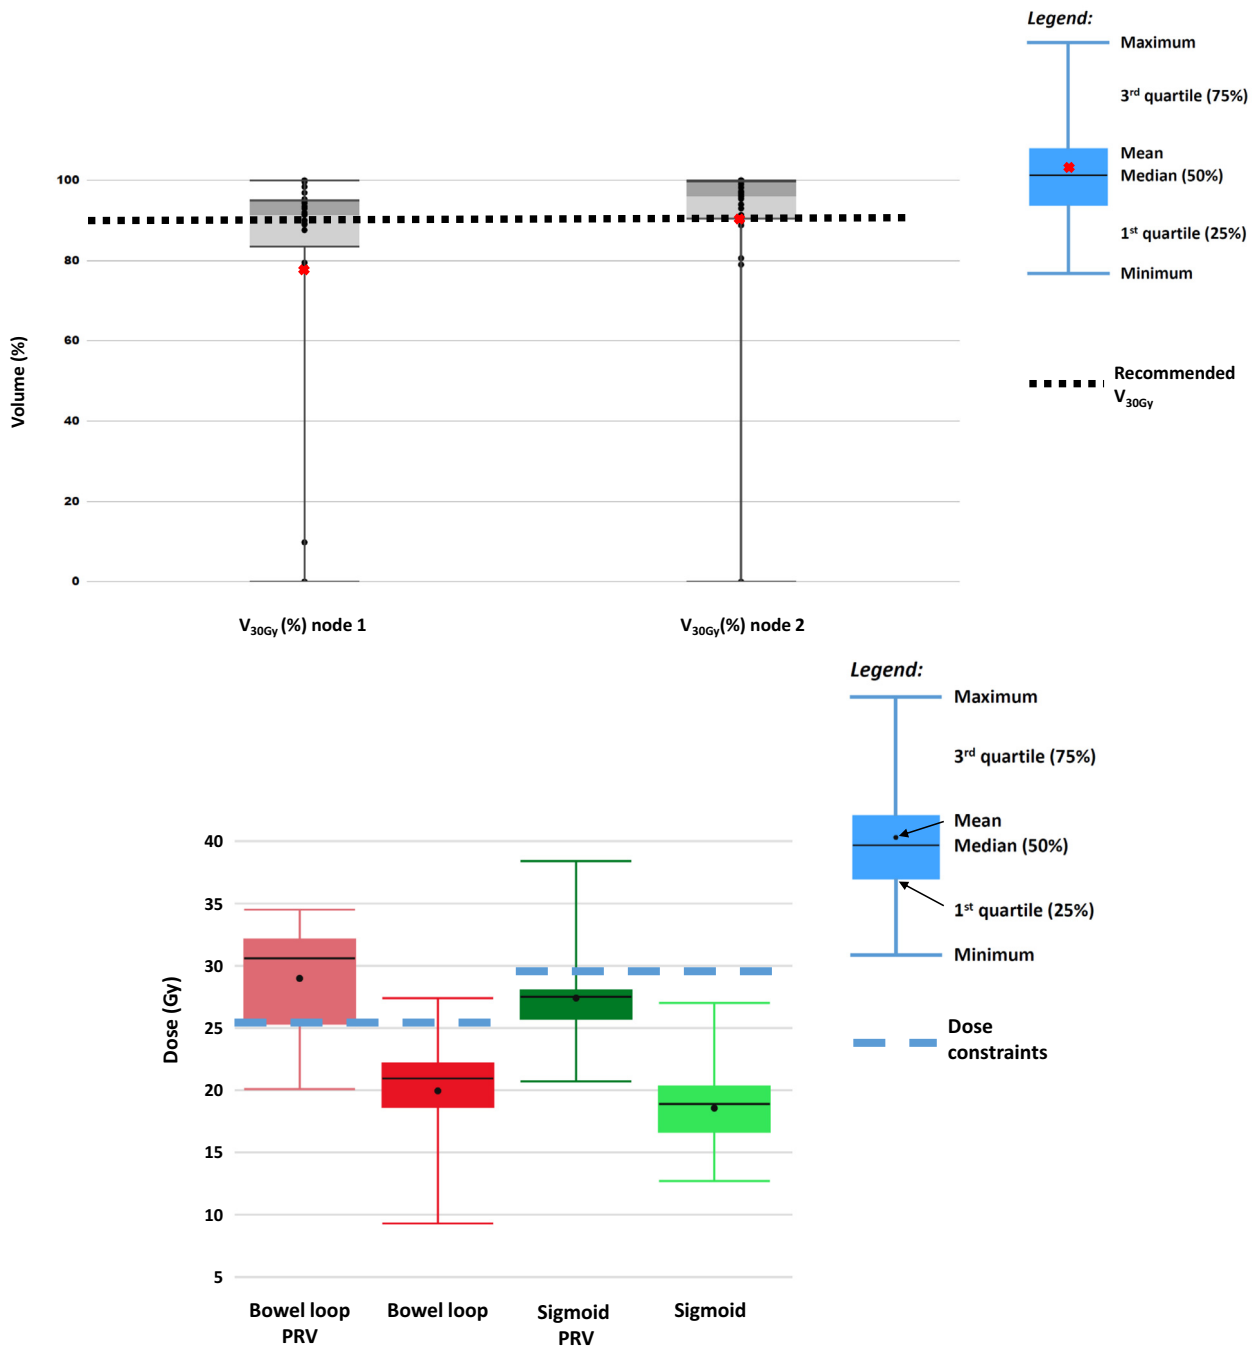 Legend:
Maximum
3rd quartile (75%)
Mean
Median (50%)
1st quartile (25%)
Minimum
Recommended
V30Gy
Volume (%)
100
80
60
40
20
0
V30Gy (%) node 1
V30Gy(%) node 2
Legend:
Maximum
3rd quartile (75%)
Mean
Median (50%)
1st quartile (25%)
Minimum
Dose
constraints
Dose (Gy)
40
35
30
25
20
15
10
5
Bowel loop
PRV
Bowel loop
Sigmoid
PRV
Sigmoid